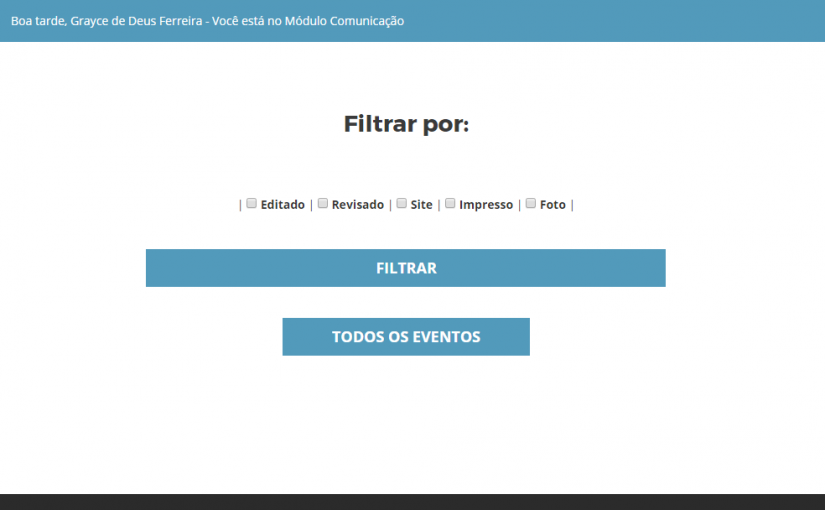 Boa tarde, Grayce de Deus Ferreira - Você está no Módulo Comunicação
Filtrar por:
| Editado | Revisado | Site | Impresso | Foto |
FILTRAR
TODOS OS EVENTOS